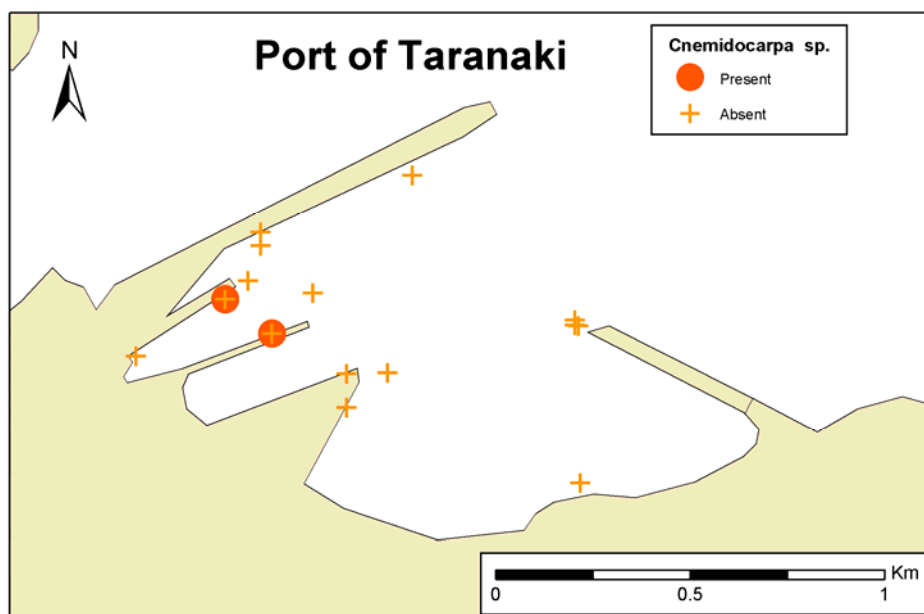 Port of Taranaki
N
Cnemidocarpa sp.
Present
Absent
Km
0 0.5 1